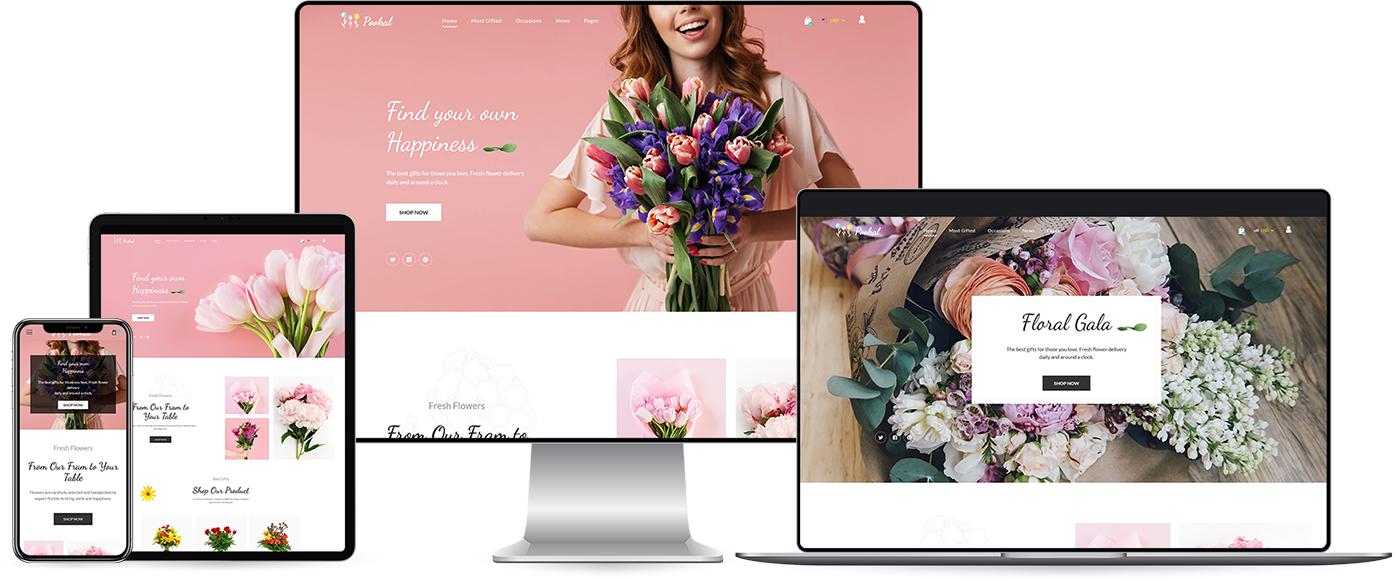 Pookal
Home Most Gifted Occasions News Pages
USD
Find your own
Happiness
The best gifts for those you love. Fresh flower delivery
daily and around a clock.
SHOP NOW
Fresh Flowers
From Our Fram to
Pookal
Find your own
Happiness
SHOP NOW
Fresh Flowers
From Our Fram to
Your Table
SHOP NOW
Best Gifts
Shop Our Product
Find your own
Happiness
The best gifts for those you love. Fresh flower
delivery
daily and around a clock.
SHOP NOW
Fresh Flowers
From Our Fram to Your
Table
Flowers are carefully selected and handpicked by
expert florists to bring smile and happiness.
SHOP NOW
Pookal
Home Most Gifted Occasions News
USD
Floral Gala
The best gifts for those you love. Fresh flower delivery
daily and around a clock.
SHOP NOW